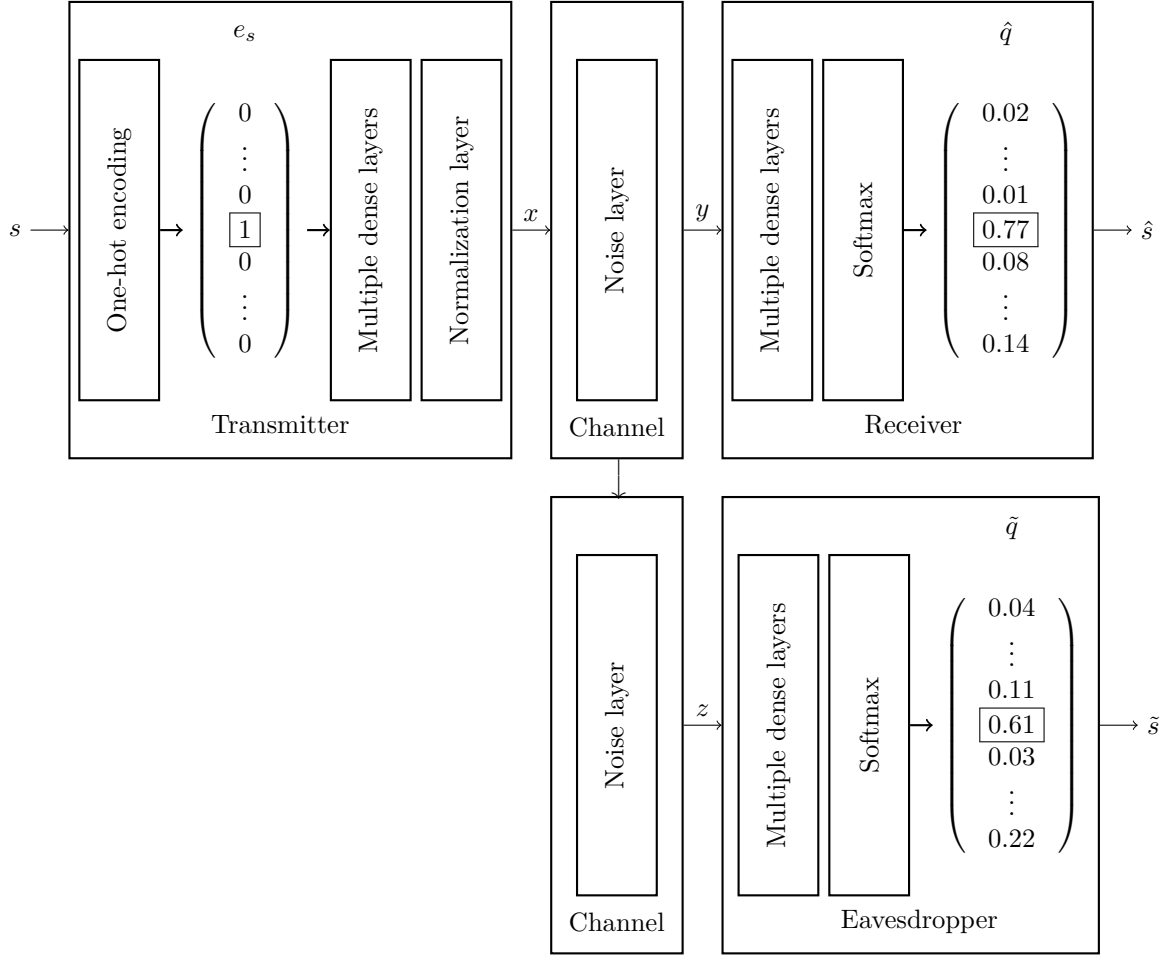 e_s
q̂
s
One-hot encoding
0
⋮
0
1
0
⋮
0
Multiple dense layers
Normalization layer
x
Noise layer
y
Multiple dense layers
Softmax
0.02
⋮
0.01
0.77
0.08
⋮
0.14
ŝ
Transmitter
Channel
Receiver
q̃
Noise layer
z
Multiple dense layers
Softmax
0.04
⋮
0.11
0.61
0.03
⋮
0.22
s̃
Channel
Eavesdropper